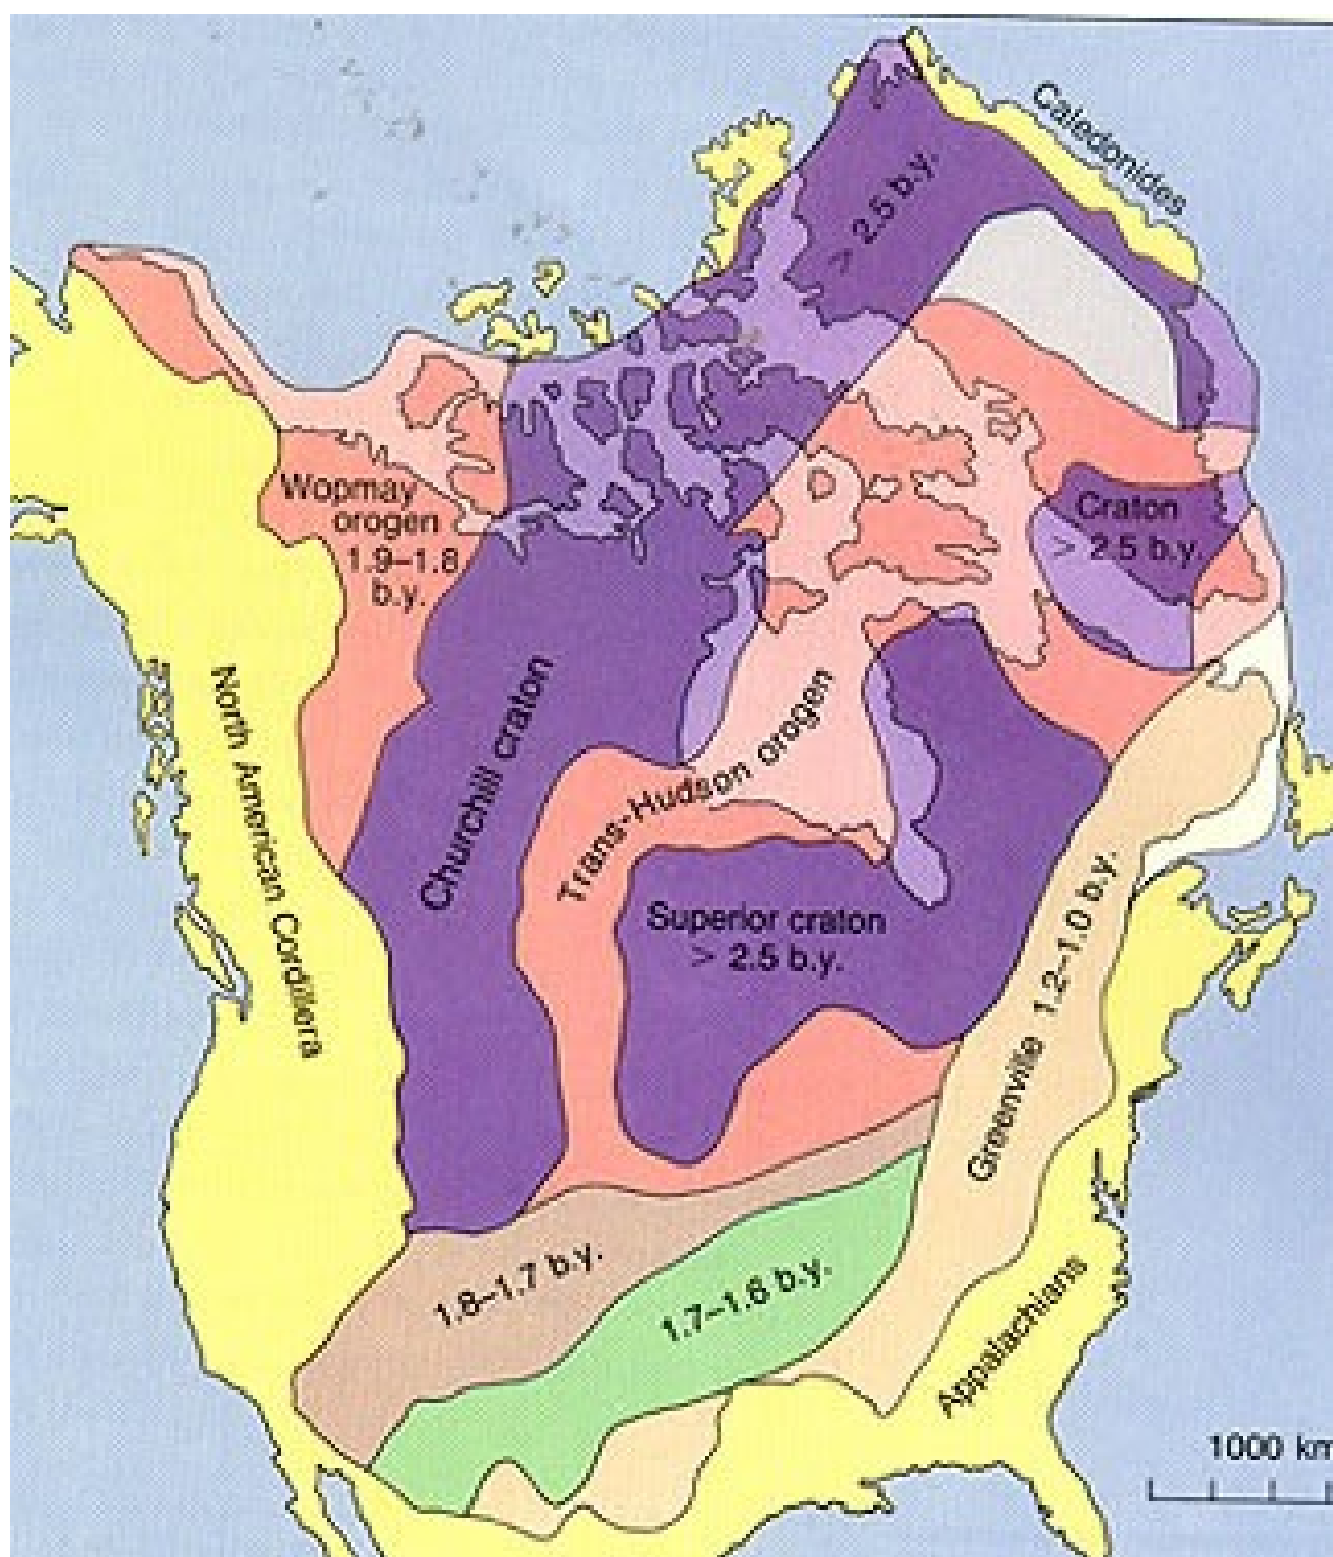 Caledonides
> 2.5 b.y.
Wopmay
orogen
1.9–1.8
b.y.
Craton
> 2.5 b.y.
North American Cordillera
Churchill craton
Trans-Hudson orogen
Superior craton
> 2.5 b.y.
Greenville 1.2–1.0 b.y.
1.8–1.7 b.y.
1.7–1.6 b.y.
Appalachians
1000 km